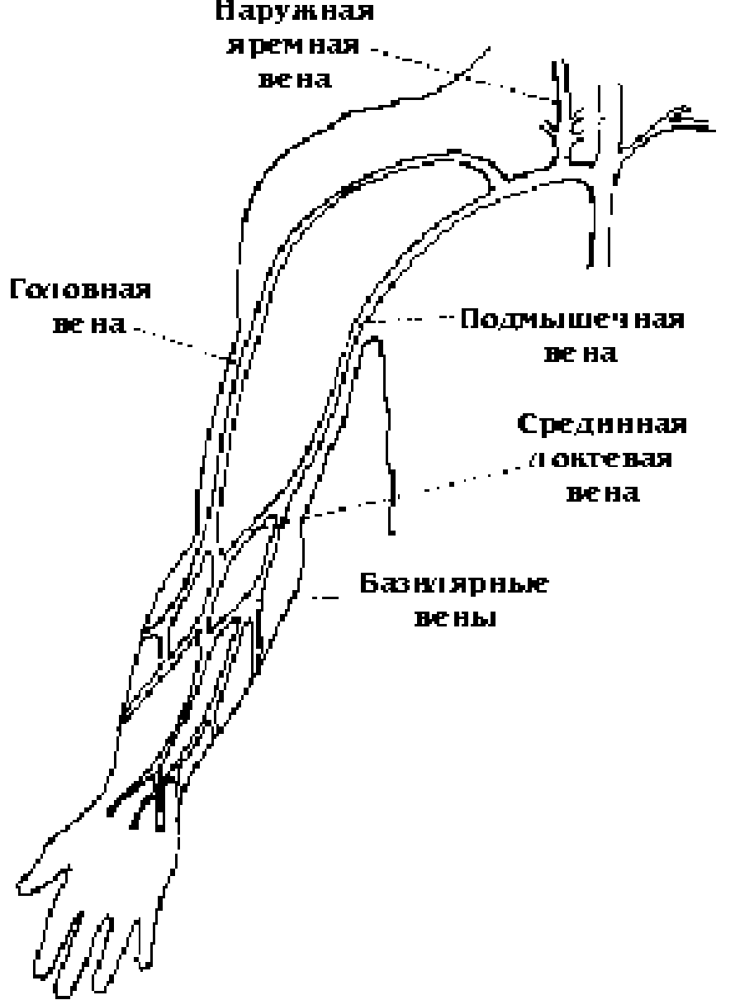 Наружная
яремная
вена
Головная
вена
Подмышечная
вена
Срединная
локтевая
вена
Базилярные
вены